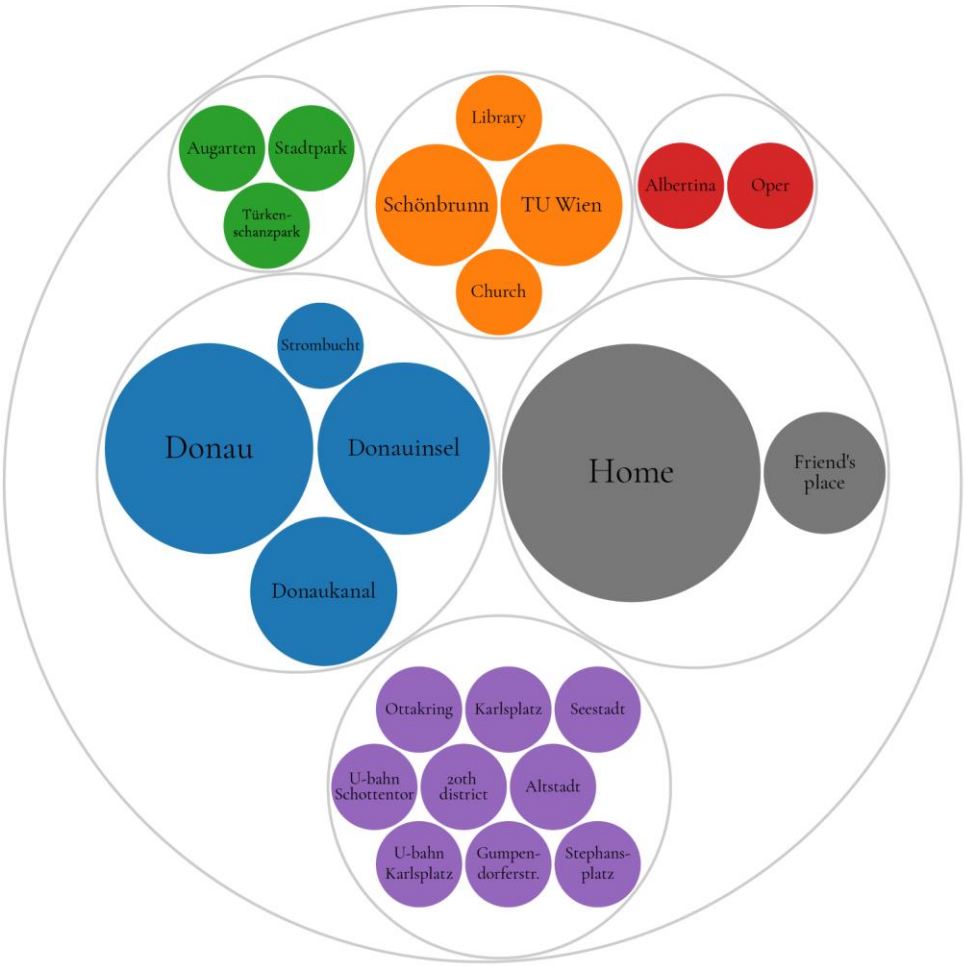 Library
Augarten
Stadtpark
Türken-
schanzpark
Schönbrunn
TU Wien
Church
Albertina
Oper
Strombucht
Donau
Donauinsel
Donaukanal
Home
Friend's
place
Ottakring
Karlsplatz
Seestadt
U-bahn
Schottentor
20th
district
Altstadt
U-bahn
Karlsplatz
Gumpen-
dorferstr.
Stephans-
platz